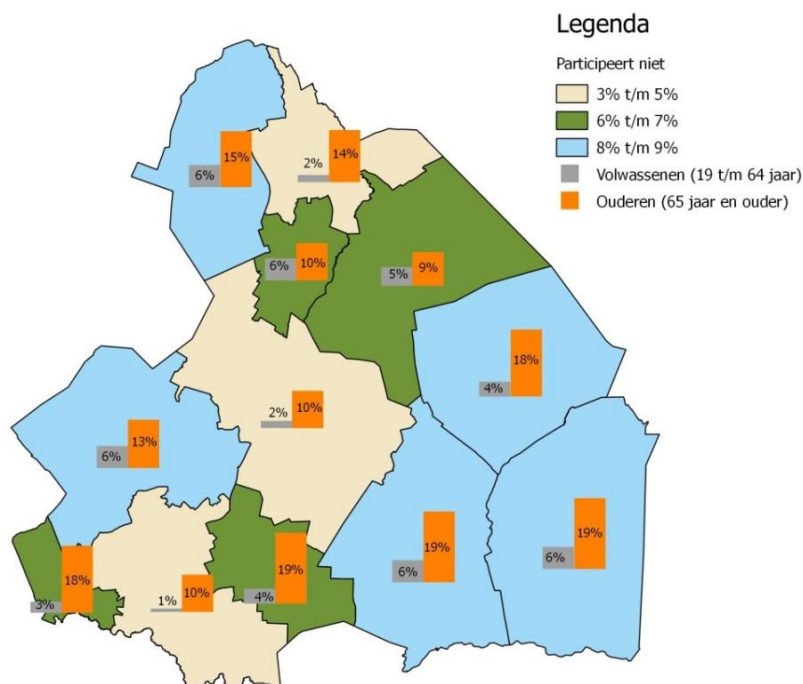 Legenda
Participeert niet
3% t/m 5%
6% t/m 7%
8% t/m 9%
Volwassenen (19 t/m 64 jaar)
Ouderen (65 jaar en ouder)
6% 15%
2% 14%
6% 10%
5% 9%
4% 18%
2% 10%
6% 13%
6% 19%
6% 19%
3% 18%
1% 10%
4% 19%